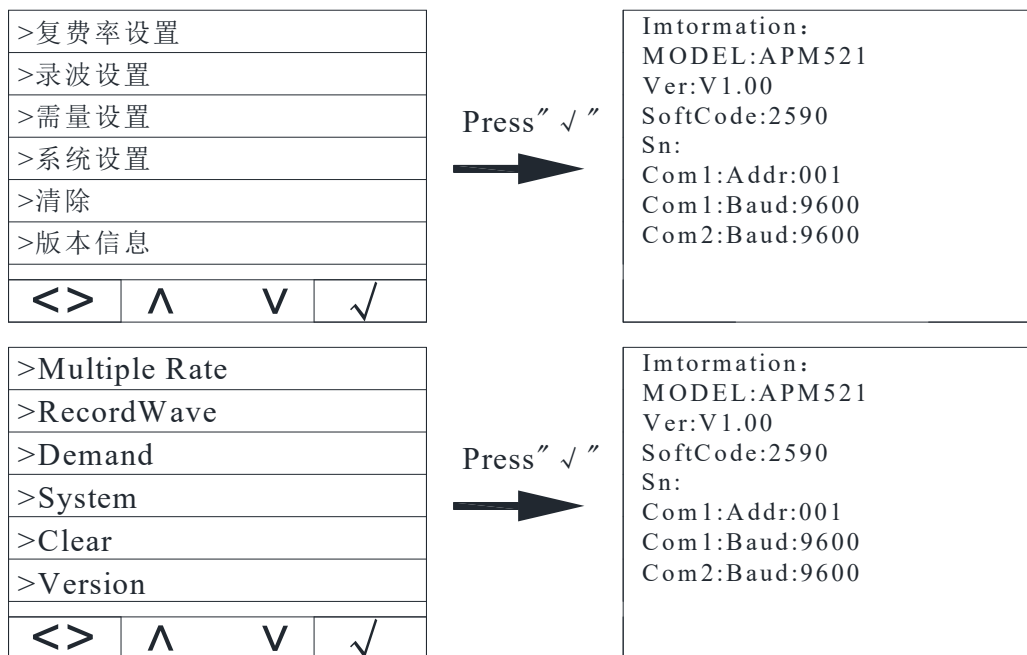 >复费率设置
>录波设置
>需量设置
>系统设置
>清除
>版本信息
<> ∧ ∨ √
Press″√″
Imtormation：
MODEL:APM521
Ver:V1.00
SoftCode:2590
Sn:
Com1:Addr:001
Com1:Baud:9600
Com2:Baud:9600
>Multiple Rate
>RecordWave
>Demand
>System
>Clear
>Version
<> ∧ ∨ √
Press″√″
Imtormation：
MODEL:APM521
Ver:V1.00
SoftCode:2590
Sn:
Com1:Addr:001
Com1:Baud:9600
Com2:Baud:9600